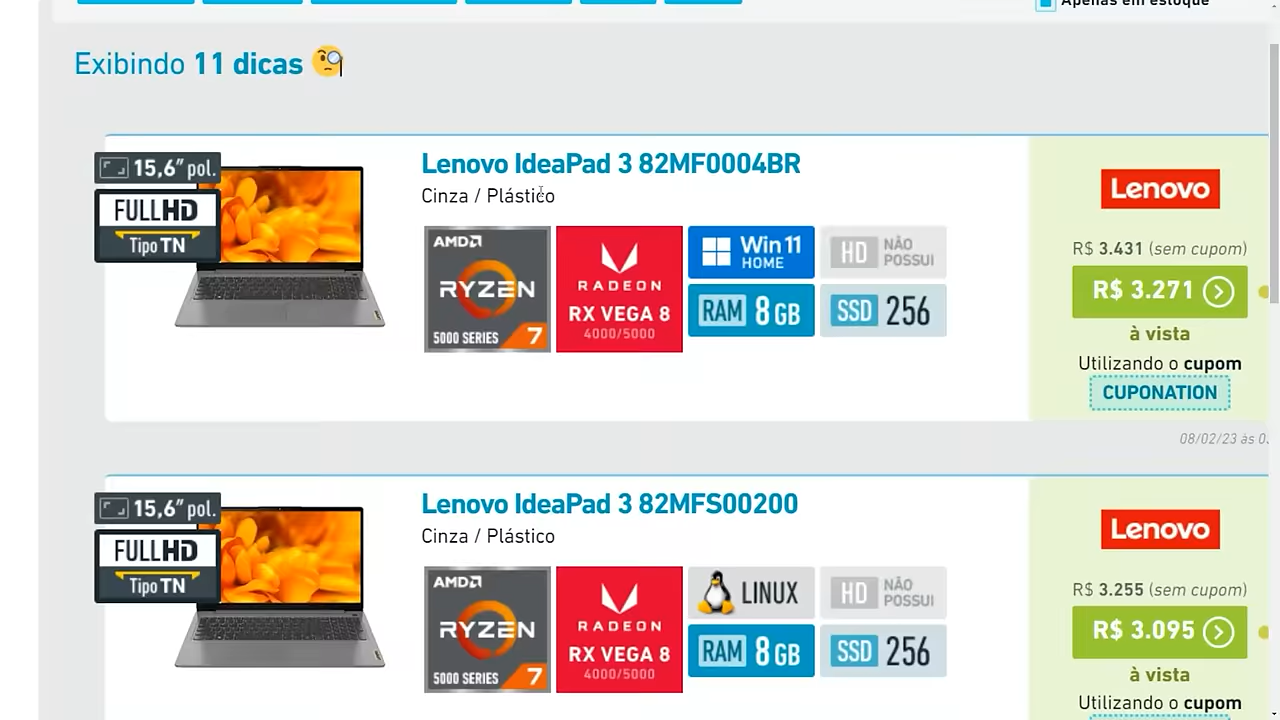 Apenas em estoque
Exibindo 11 dicas
15,6” pol.
FULLHD
Tipo TN
Lenovo IdeaPad 3 82MF0004BR
Cinza / Plástico
AMD
RYZEN
5000 SERIES 7
RADEON
RX VEGA 8
4000/5000
Win 11
HOME
HD NÃO
POSSUI
RAM 8 GB
SSD 256
Lenovo
R$ 3.431 (sem cupom)
R$ 3.271
à vista
Utilizando o cupom
CUPONATION
08/02/23 às
15,6” pol.
FULLHD
Tipo TN
Lenovo IdeaPad 3 82MFS00200
Cinza / Plástico
AMD
RYZEN
5000 SERIES 7
RADEON
RX VEGA 8
4000/5000
LINUX
HD NÃO
POSSUI
RAM 8 GB
SSD 256
Lenovo
R$ 3.255 (sem cupom)
R$ 3.095
à vista
Utilizando o cupom